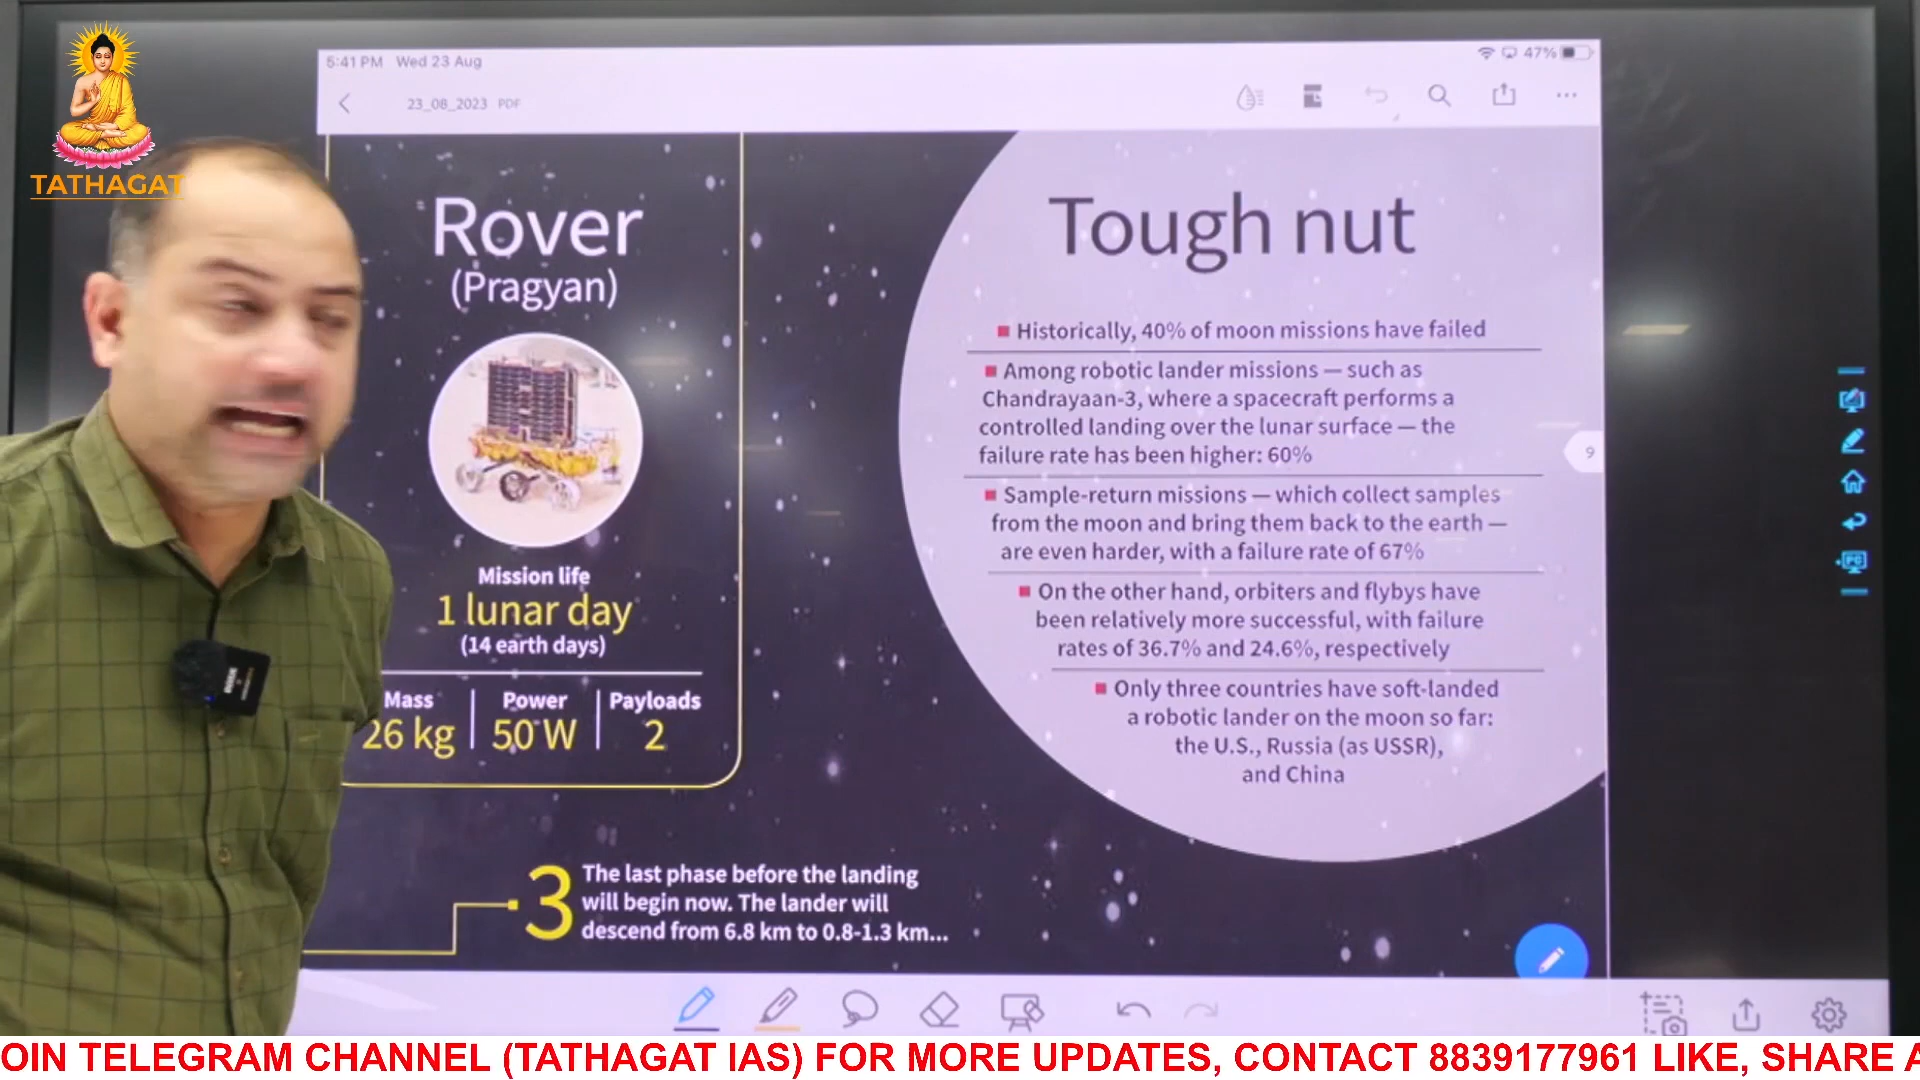 TATHAGAT
5:41 PM Wed 23 Aug
47%
23_08_2023 PDF
Rover
(Pragyan)
Mission life
1 lunar day
(14 earth days)
Mass
26 kg
Power
50 W
Payloads
2
Tough nut
Historically, 40% of moon missions have failed
Among robotic lander missions — such as
Chandrayaan-3, where a spacecraft performs a
controlled landing over the lunar surface — the
failure rate has been higher: 60%
Sample-return missions — which collect samples
from the moon and bring them back to the earth —
are even harder, with a failure rate of 67%
On the other hand, orbiters and flybys have
been relatively more successful, with failure
rates of 36.7% and 24.6%, respectively
Only three countries have soft-landed
a robotic lander on the moon so far:
the U.S., Russia (as USSR),
and China
9
PC
3
The last phase before the landing
will begin now. The lander will
descend from 6.8 km to 0.8-1.3 km...
OIN TELEGRAM CHANNEL (TATHAGAT IAS) FOR MORE UPDATES, CONTACT 8839177961 LIKE, SHARE A